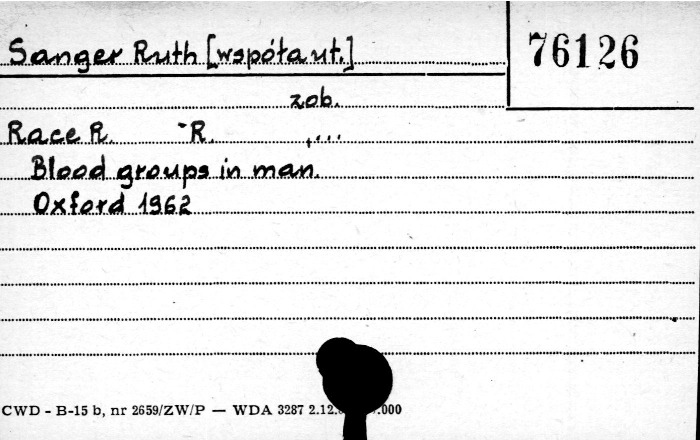 Sanger Ruth [współaut.]
76126
zob.
Race R. R.
Blood groups in man.
Oxford 1962
CWD - B-15 b, nr 2659/ZW/P — WDA 3287 2.12. .000